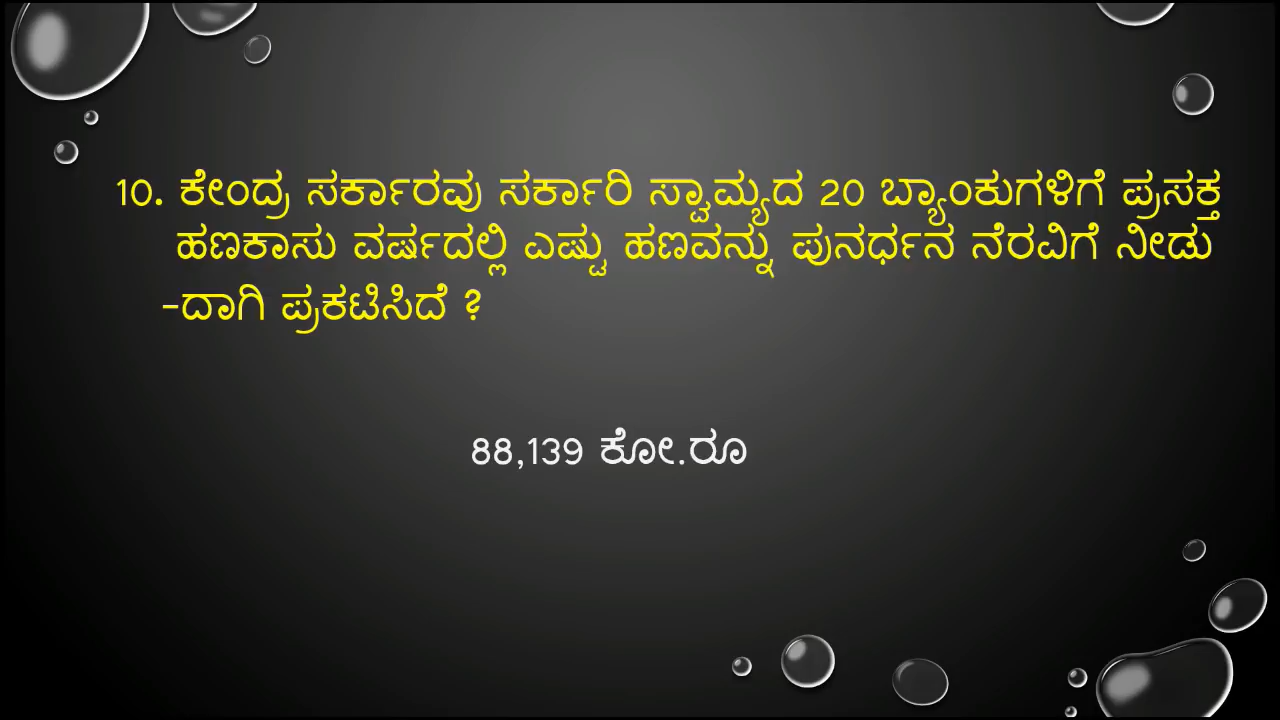 10. ಕೇಂದ್ರ ಸರ್ಕಾರವು ಸರ್ಕಾರಿ ಸ್ವಾಮ್ಯದ 20 ಬ್ಯಾಂಕುಗಳಿಗೆ ಪ್ರಸಕ್ತ
ಹಣಕಾಸು ವರ್ಷದಲ್ಲಿ ಎಷ್ಟು ಹಣವನ್ನು ಪುನರ್ಧನ ನೆರವಿಗೆ ನೀಡು
-ದಾಗಿ ಪ್ರಕಟಿಸಿದೆ ?
88,139 ಕೋ.ರೂ